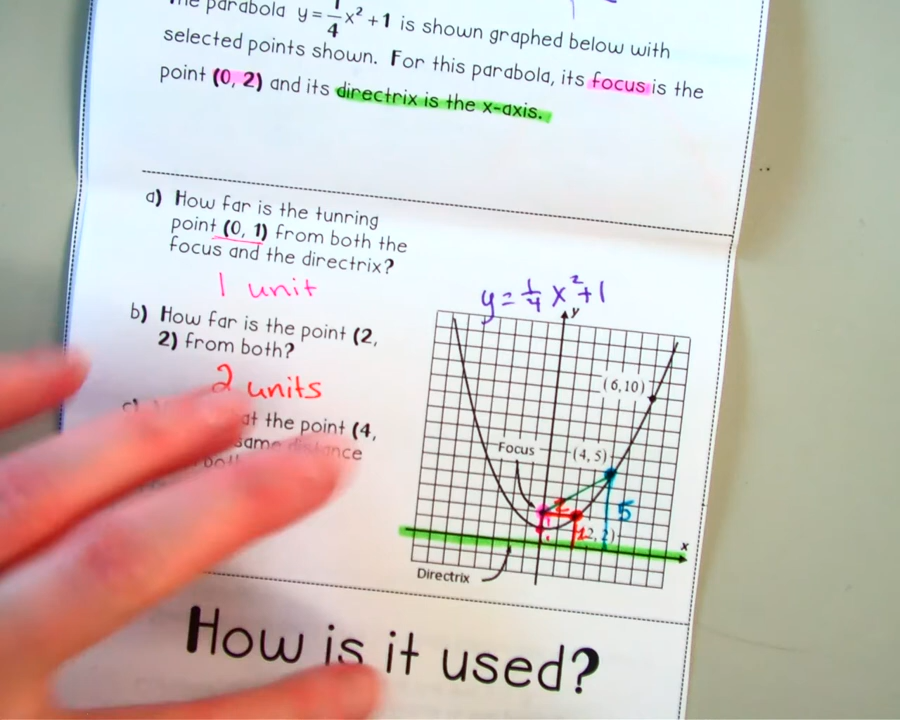 parabola y = 1/4 x² + 1 is shown graphed below with
selected points shown. For this parabola, its focus is the
point (0, 2) and its directrix is the x-axis.
a) How far is the tunring
point (0, 1) from both the
focus and the directrix?
1 unit
b) How far is the point (2,
2) from both?
2 units
at the point (4,
same distance
y = 1/4 x² + 1
y
(6, 10)
Focus
(4, 5)
2
5
1
2, 2)
x
Directrix
How is it used?